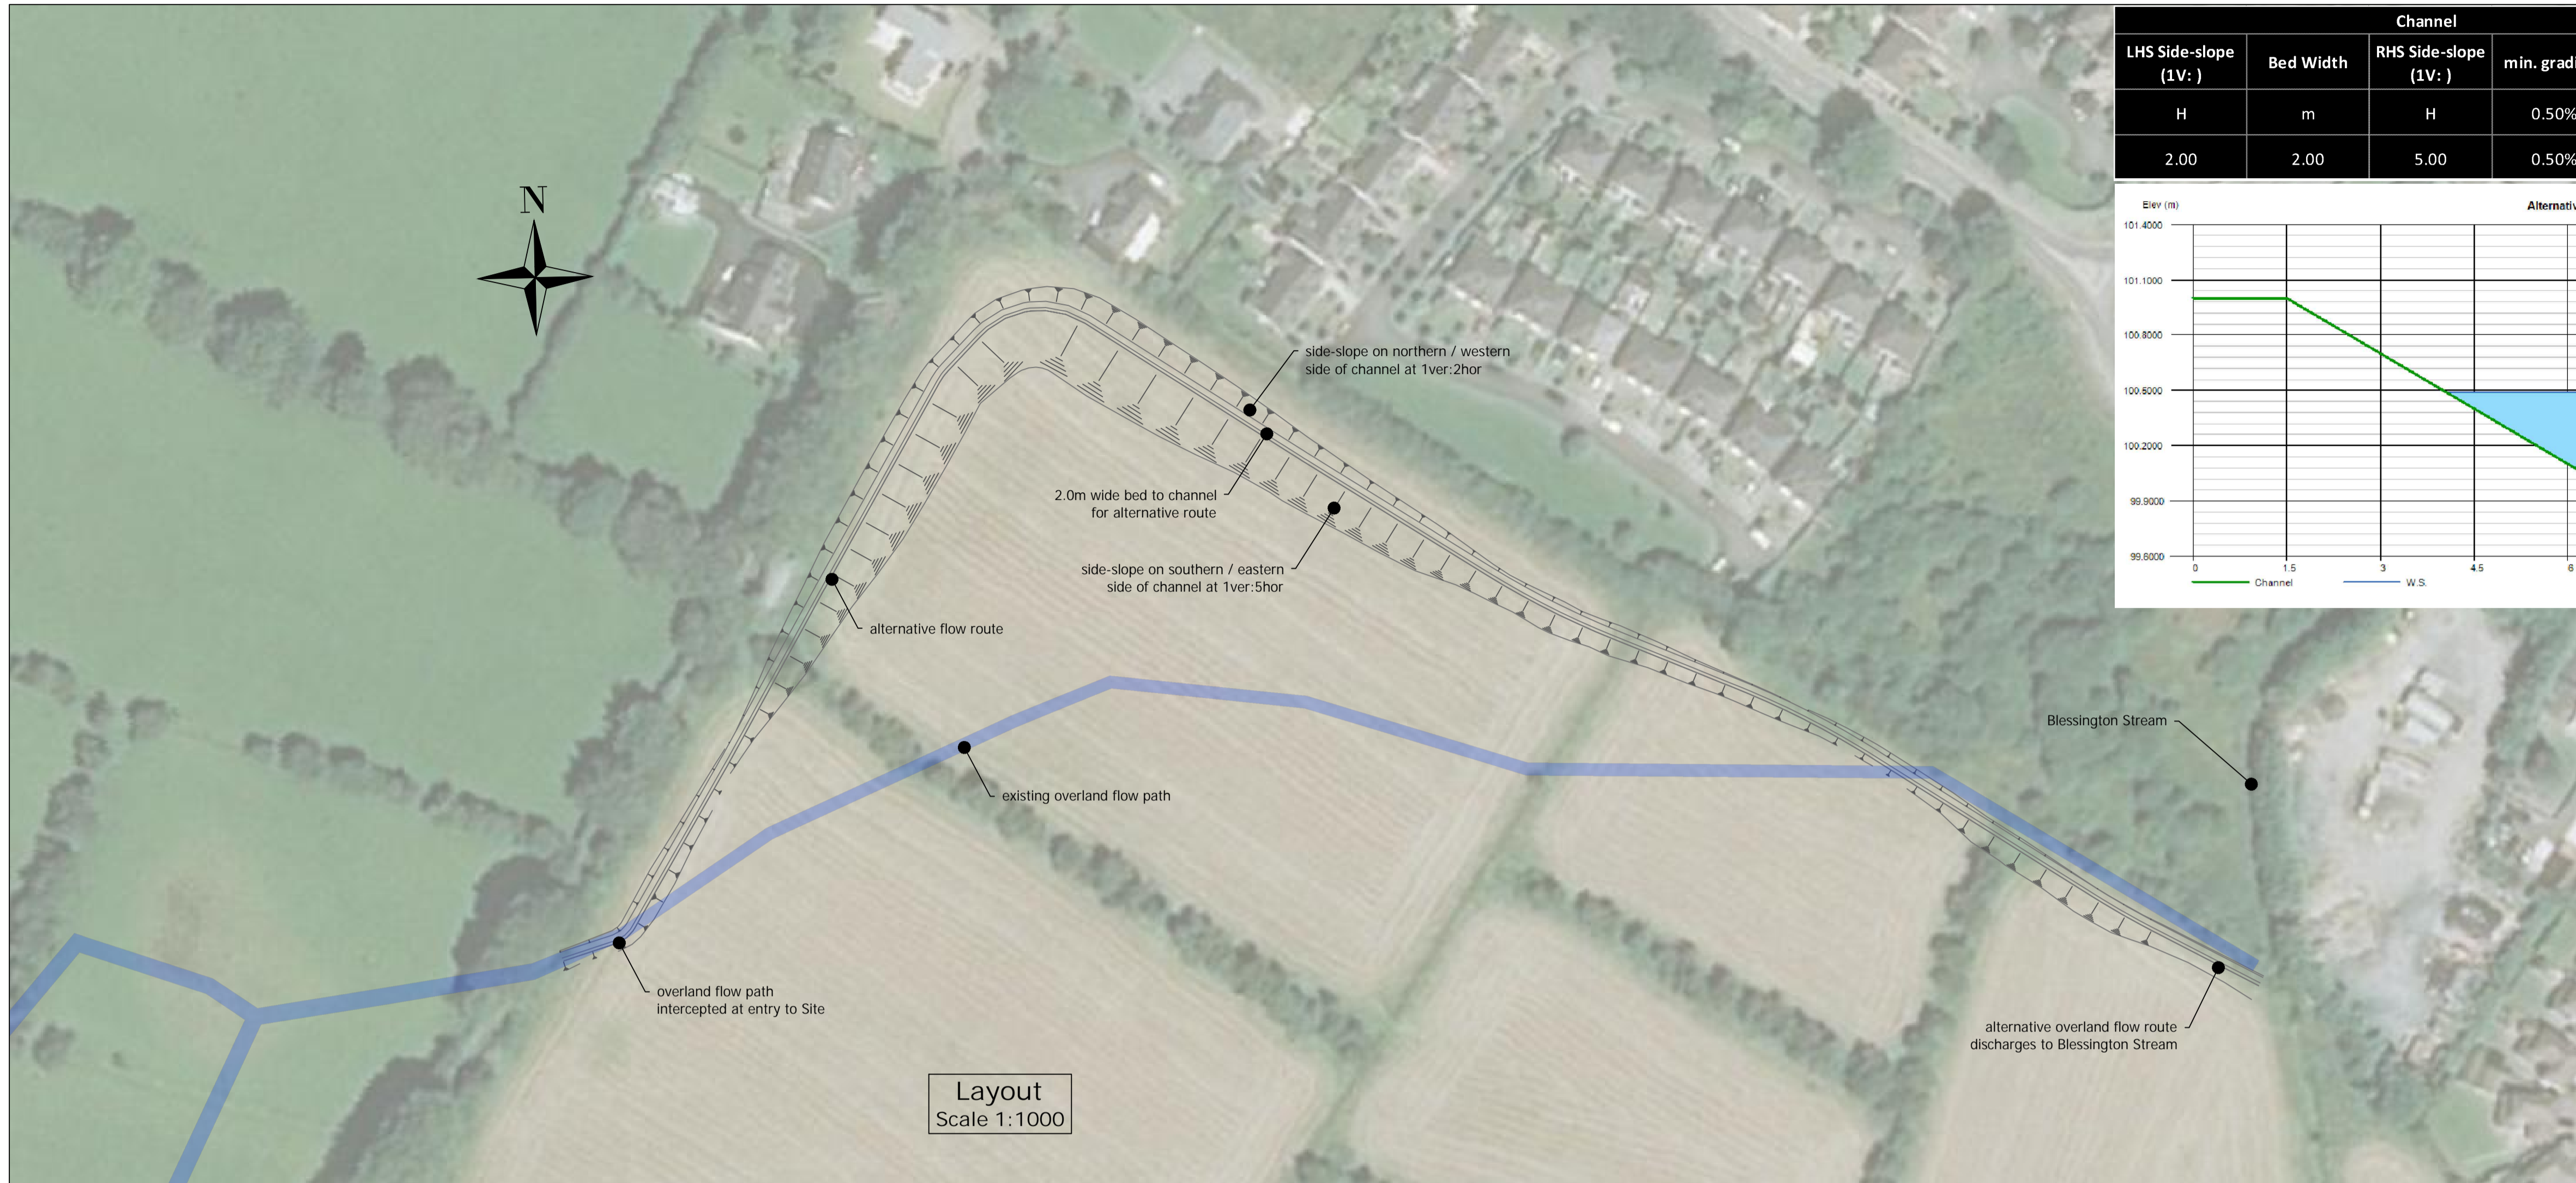 Channel
LHS Side-slope
(1V: )
Bed Width
RHS Side-slope
(1V: )
H
m
H
0.50%
2.00
2.00
5.00
0.50%
Elev (m)
101.4000
101.1000
100.8000
100.5000
100.2000
99.9000
99.6000
0
1.5
3
4.5
6
Channel
W.S.
N
side-slope on northern / western
side of channel at 1ver:2hor
2.0m wide bed to channel
for alternative route
side-slope on southern / eastern
side of channel at 1ver:5hor
alternative flow route
Blessington Stream
existing overland flow path
overland flow path
intercepted at entry to Site
alternative overland flow route
discharges to Blessington Stream
Layout
Scale 1:1000